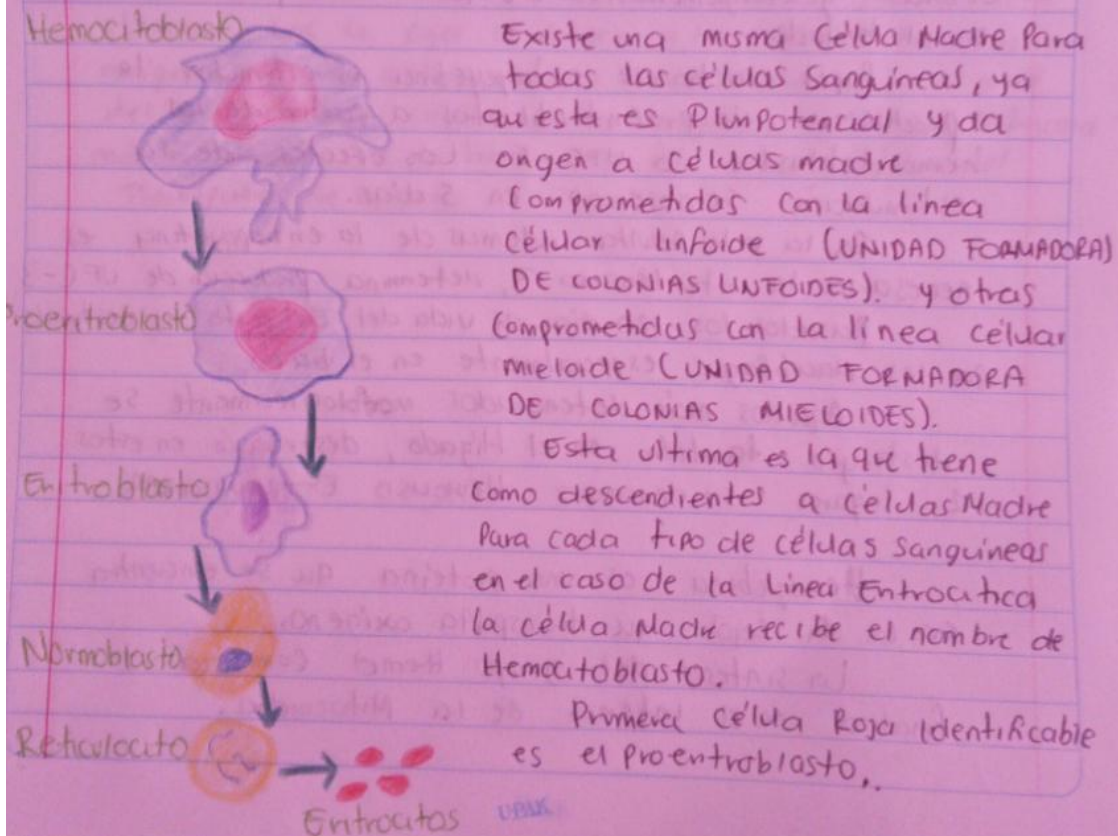 Hemocitoblasto
Existe una misma Célula Madre Para
todas las células Sanguíneas, ya
qu esta es Pluripotencial y da
origen a Células madre
Comprometidas con la línea
Célular linfoide (UNIDAD FORMADORA)
DE COLONIAS LINFOIDES). y otras
Comprometidas con la línea célular
mieloide (UNIDAD FORMADORA
DE COLONIAS MIELOIDES).
Esta ultima es la que tiene
Como descendientes a Células Madre
Para cada tipo de células sanguíneas
en el caso de la Linea Eritrocitica
la célula Madre recibe el nombre de
Hemocitoblasto.
Primera Célula Roja identificable
es el Proeritroblasto.
Proeritroblasto
Eritroblasto
Normoblasto
Reticulocito
Eritrocitos